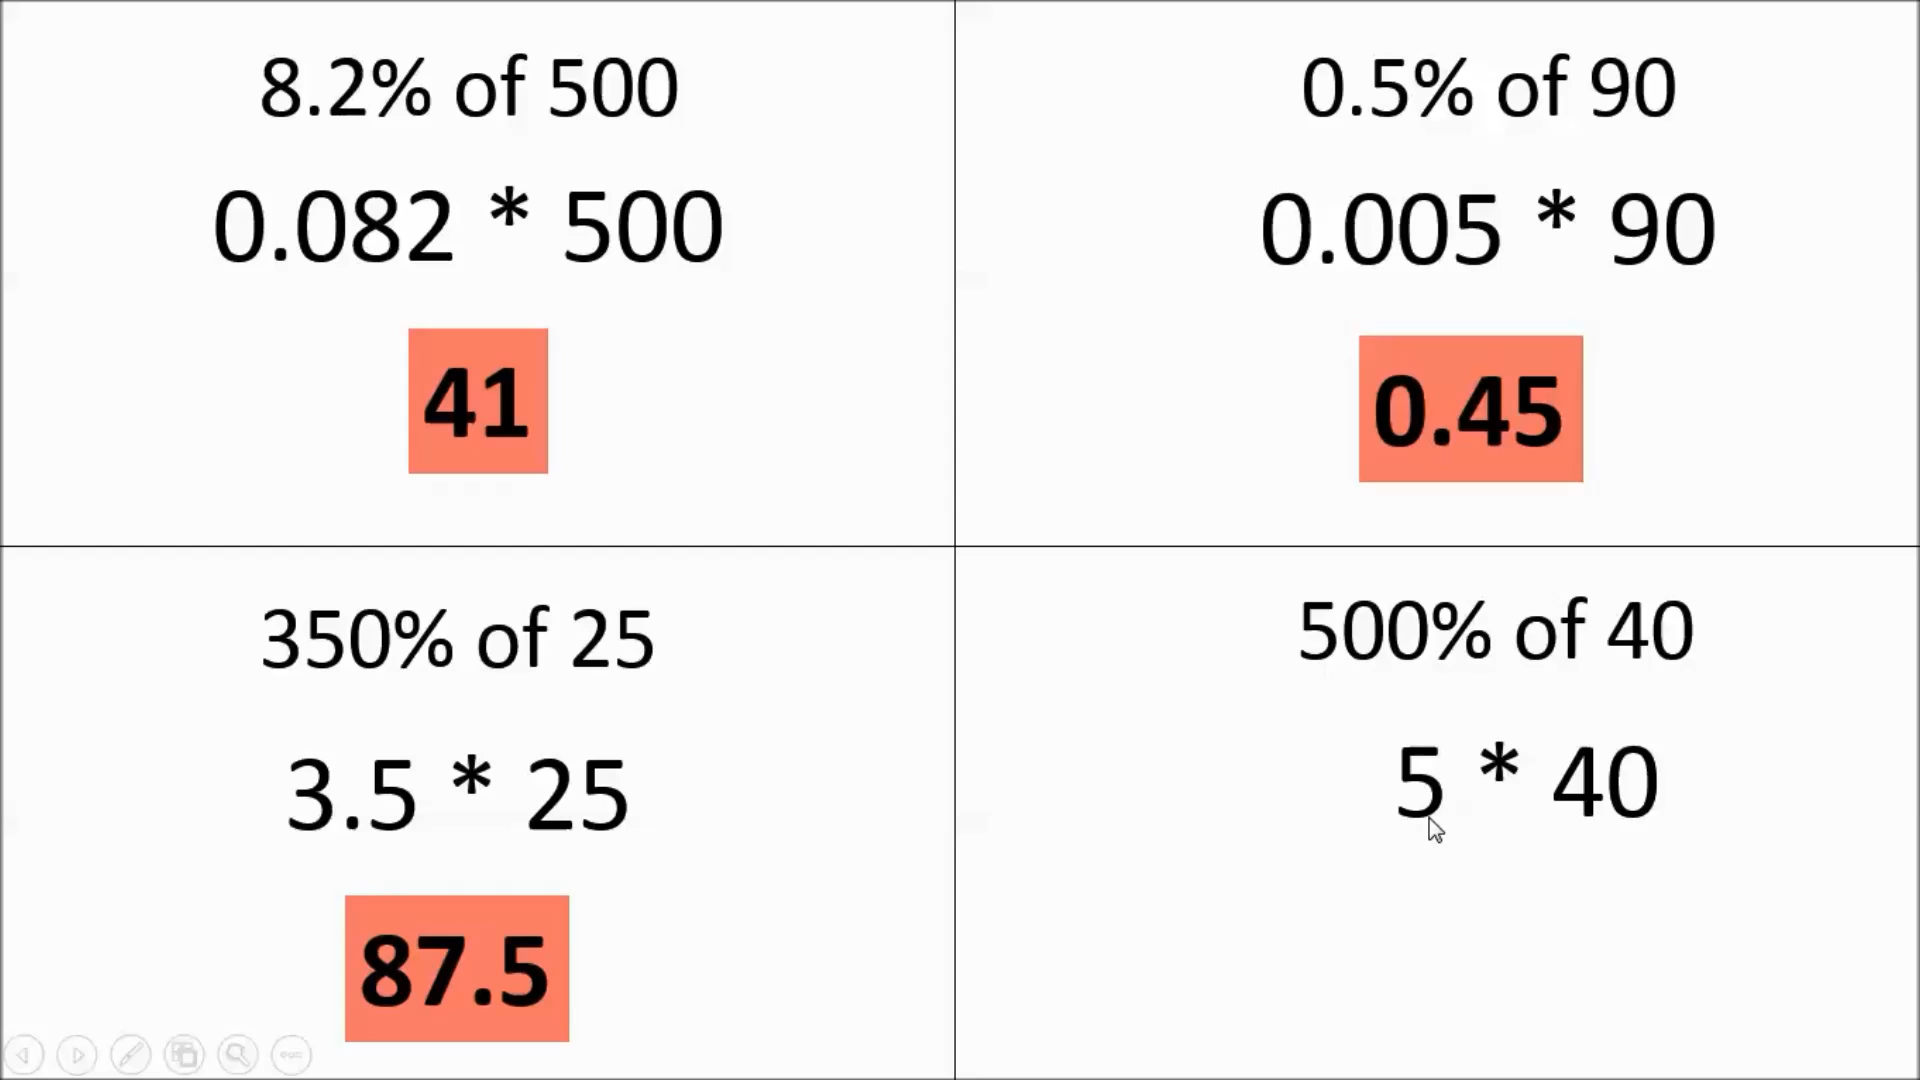 8.2% of 500
0.082 * 500
41
0.5% of 90
0.005 * 90
0.45
350% of 25
3.5 * 25
87.5
500% of 40
5 * 40